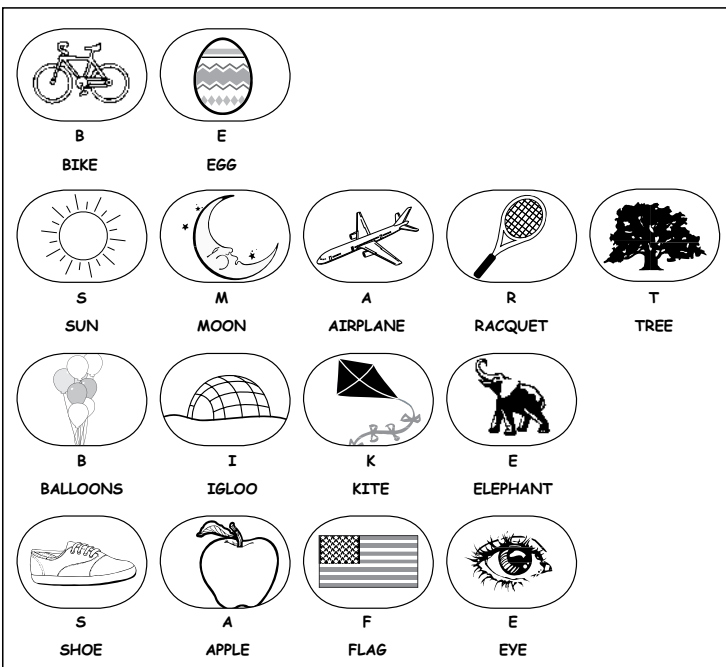 B E
BIKE EGG
S M A R T
SUN MOON AIRPLANE RACQUET TREE
B I K E
BALLOONS IGLOO KITE ELEPHANT
S A F E
SHOE APPLE FLAG EYE